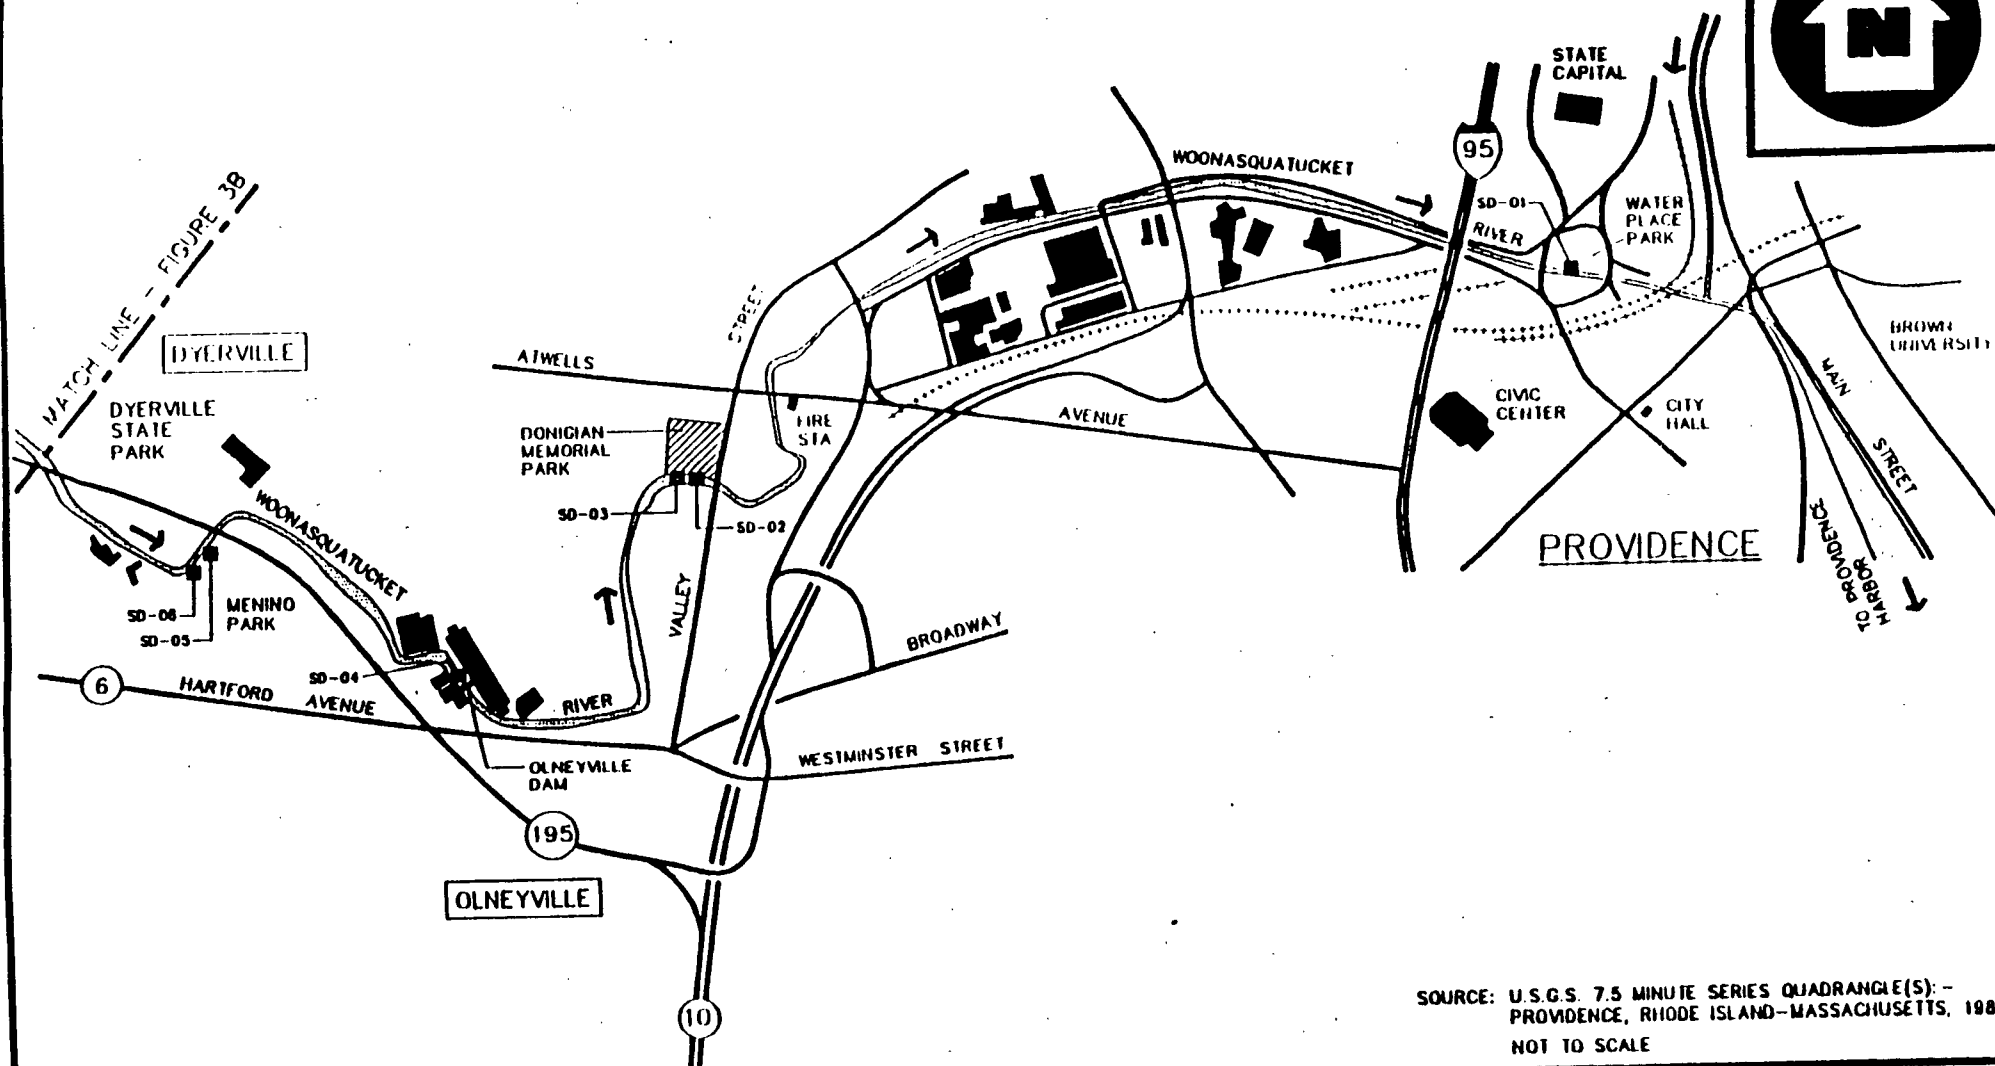 N
STATE
CAPITAL
95
WOONASQUATUCKET
RIVER
SD-01
WATER
PLACE
PARK
MATCH LINE - FIGURE 3B
DYERVILLE
DYERVILLE
STATE
PARK
STREET
ATWELLS
AVENUE
FIRE
STA
DONIGIAN
MEMORIAL
PARK
SD-03
SD-02
CIVIC
CENTER
CITY
HALL
BROWN
UNIVERSITY
MAIN
STREET
PROVIDENCE
TO PROVIDENCE
HARBOR
WOONASQUATUCKET
SD-06
SD-05
MENINO
PARK
SD-04
VALLEY
BROADWAY
6
HARTFORD
AVENUE
RIVER
WESTMINSTER STREET
OLNEYVILLE
DAM
195
OLNEYVILLE
10
SOURCE: U.S.G.S. 7.5 MINUTE SERIES QUADRANGLE(S): -
PROVIDENCE, RHODE ISLAND-MASSACHUSETTS, 198
NOT TO SCALE